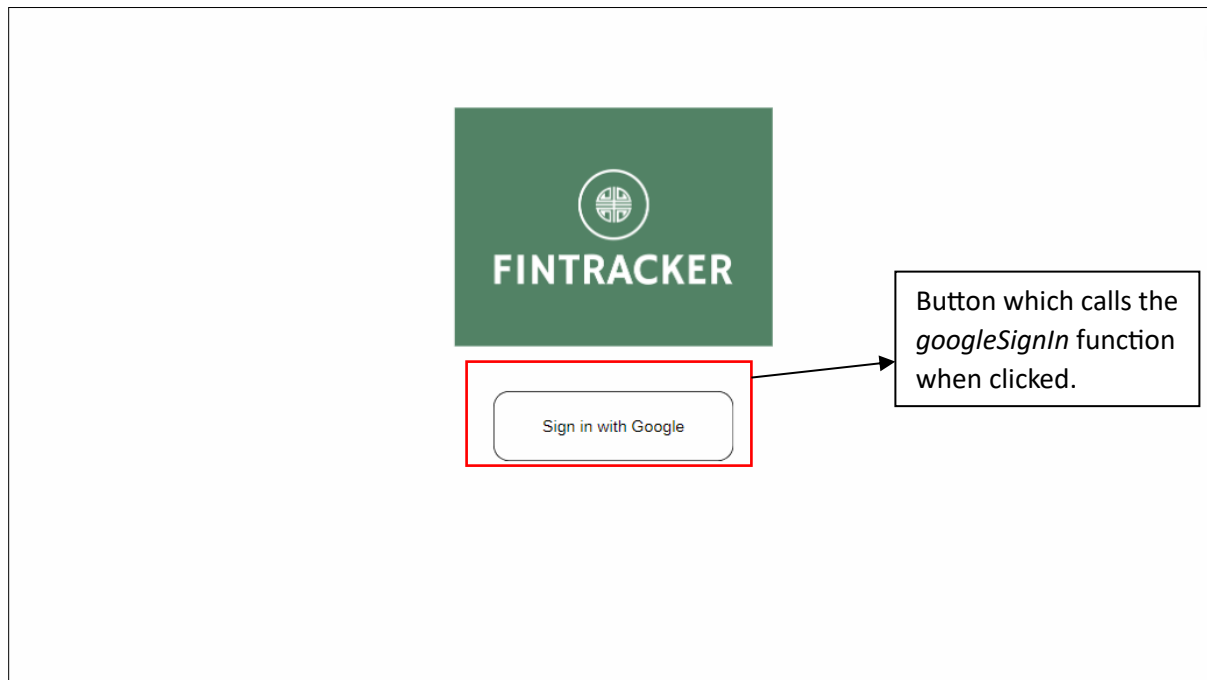 FINTRACKER
Sign in with Google
Button which calls the
googleSignIn function
when clicked.